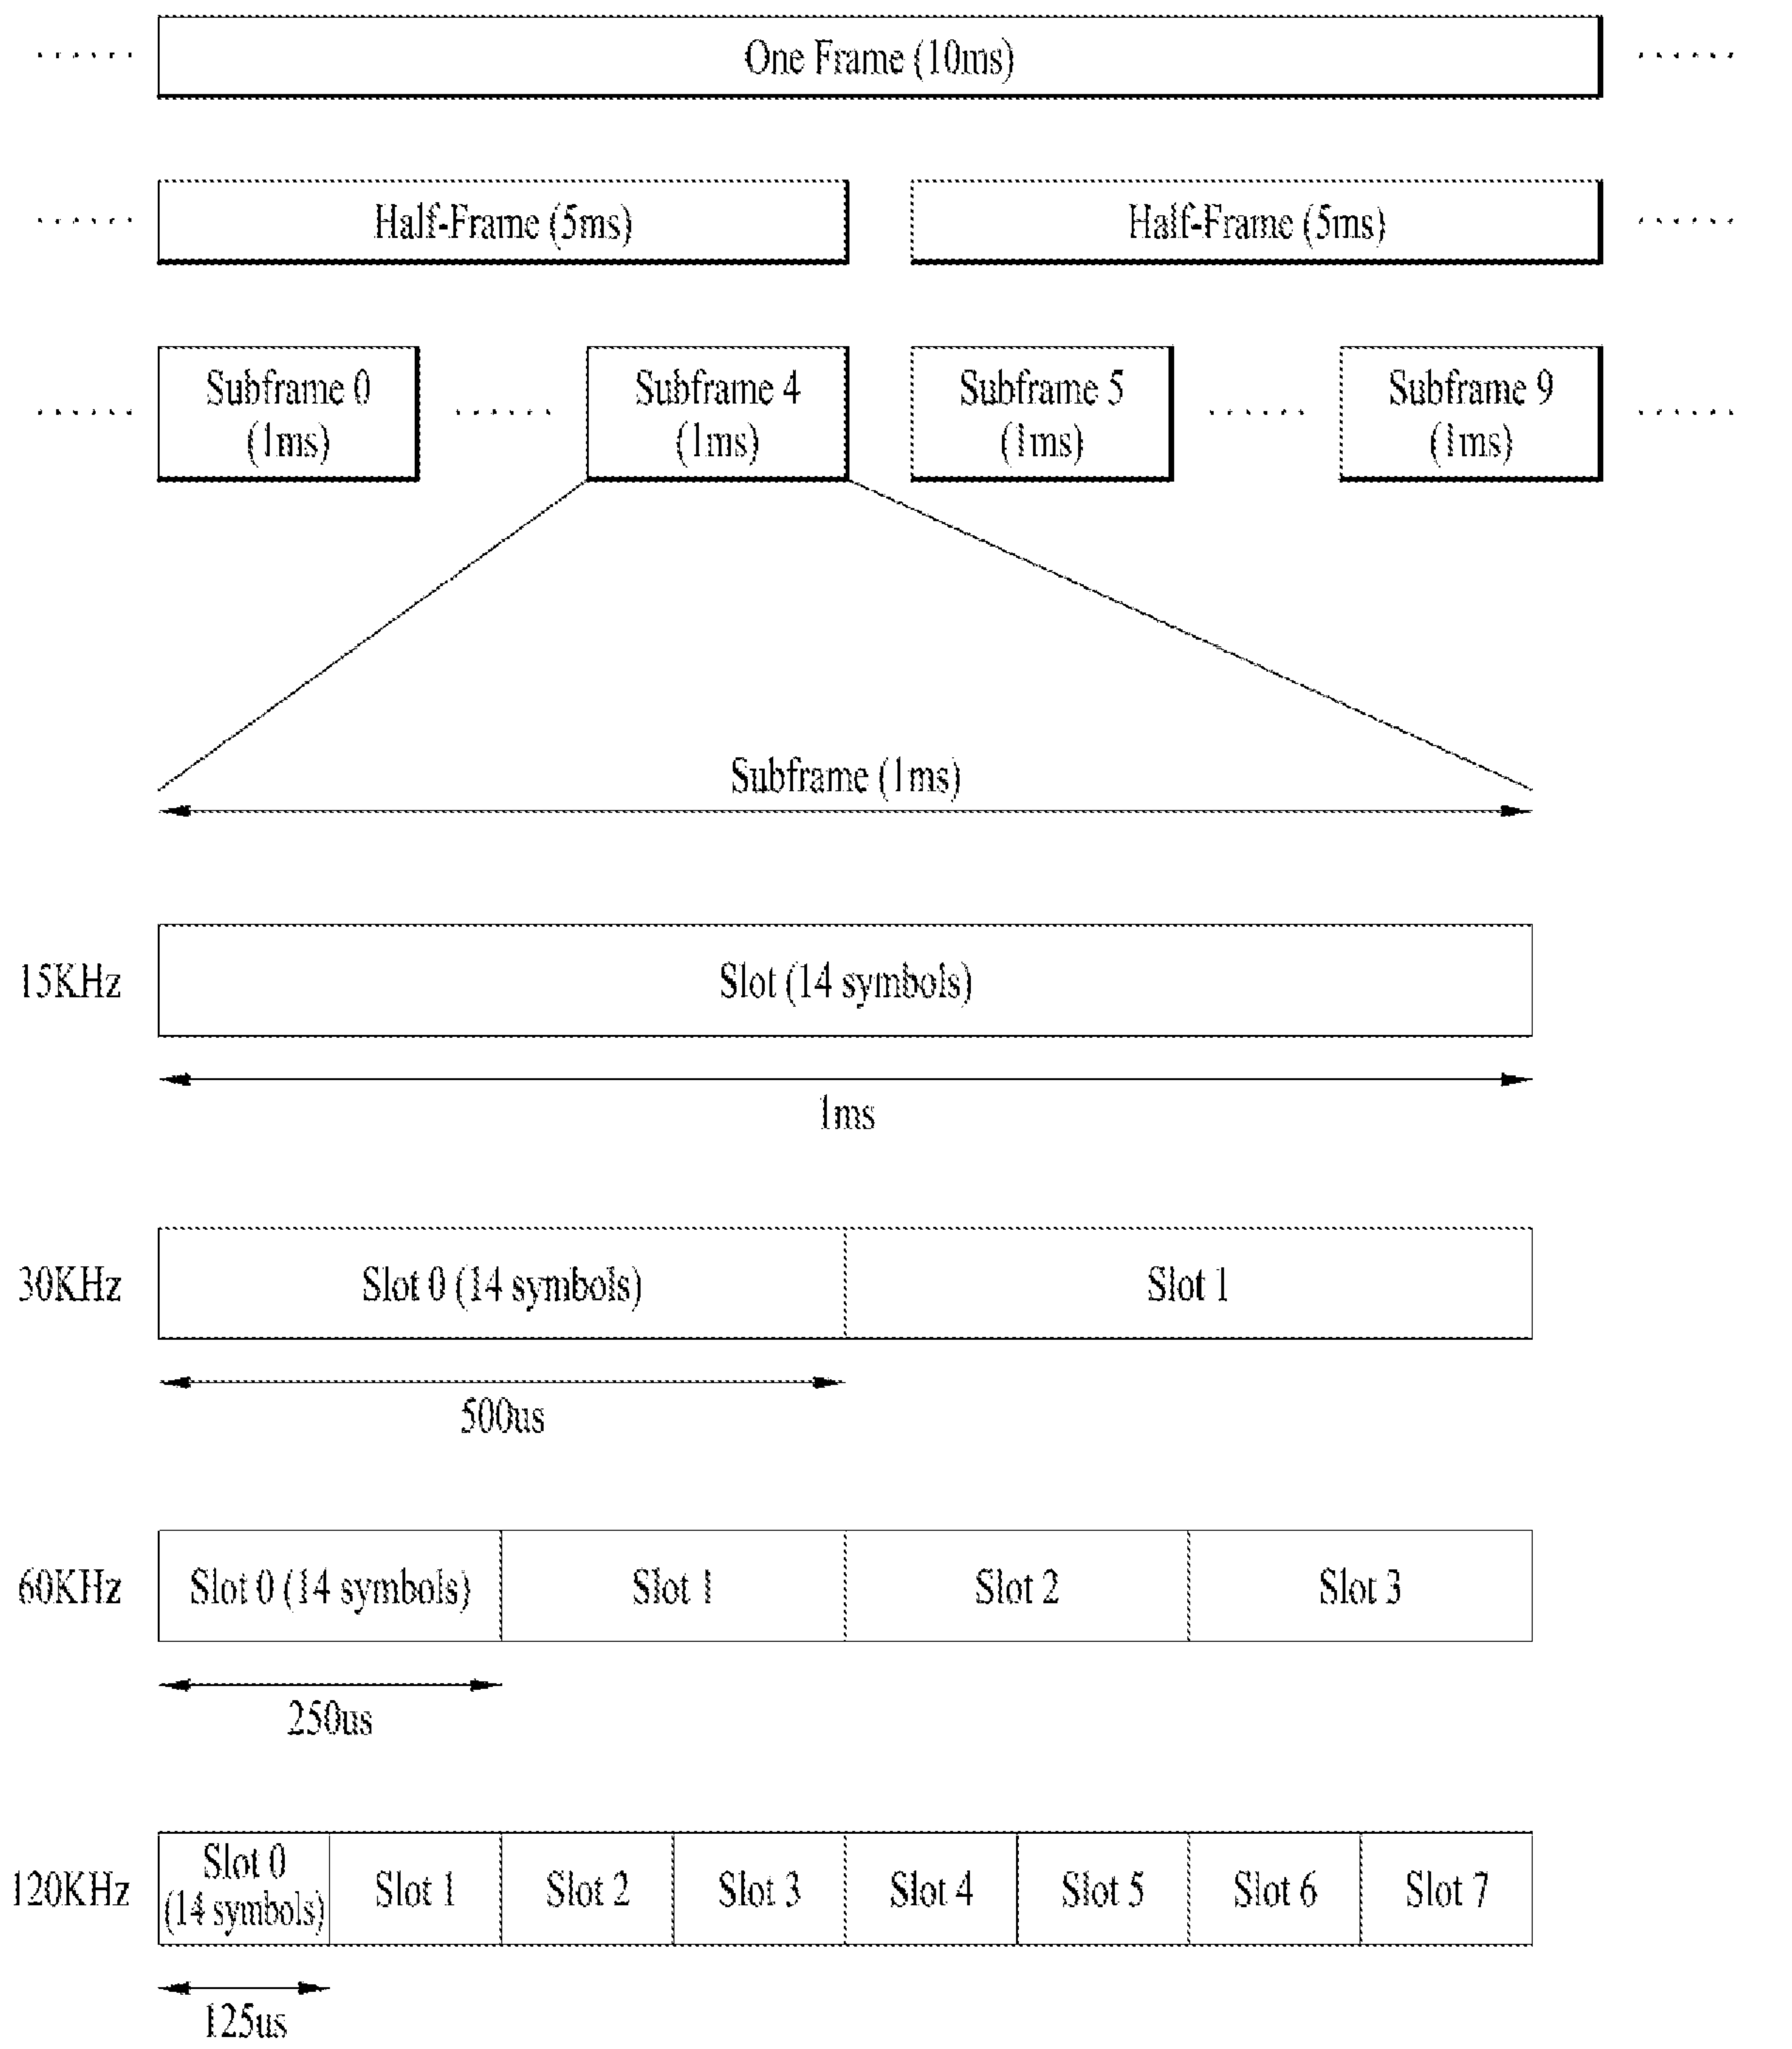 One Frame (10ms)
Half-Frame (5ms)
Half-Frame (5ms)
Subframe 0
(1ms)
Subframe 4
(1ms)
Subframe 5
(1ms)
Subframe 9
(1ms)
Subframe (1ms)
15KHz
Slot (14 symbols)
1ms
30KHz
Slot 0 (14 symbols)
Slot 1
500us
60KHz
Slot 0 (14 symbols)
Slot 1
Slot 2
Slot 3
250us
120KHz
Slot 0
(14 symbols)
Slot 1
Slot 2
Slot 3
Slot 4
Slot 5
Slot 6
Slot 7
125us